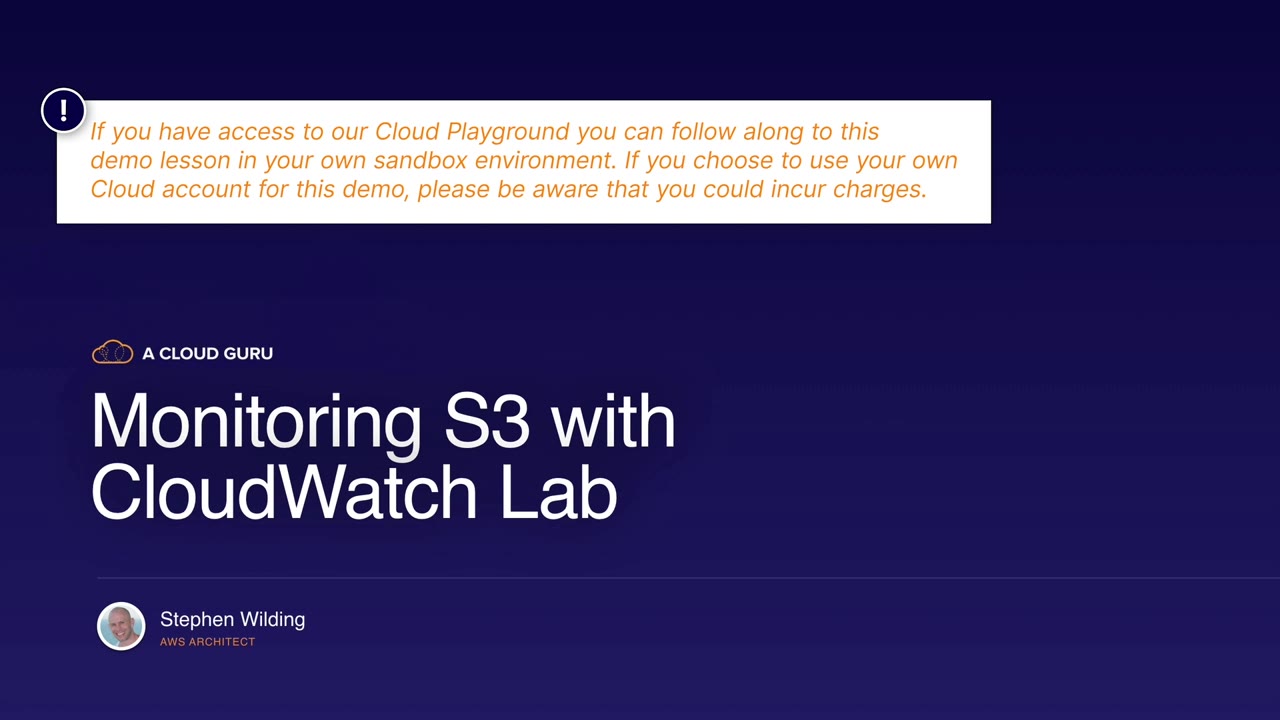 !
If you have access to our Cloud Playground you can follow along to this
demo lesson in your own sandbox environment. If you choose to use your own
Cloud account for this demo, please be aware that you could incur charges.
A CLOUD GURU
Monitoring S3 with
CloudWatch Lab
Stephen Wilding
AWS ARCHITECT